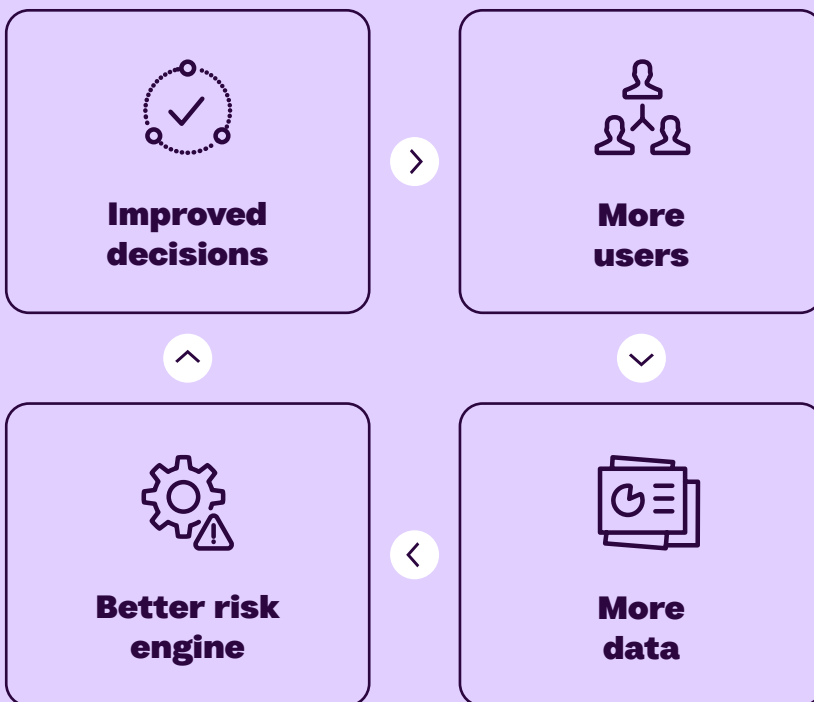 Improved
decisions
More
users
Better risk
engine
More
data